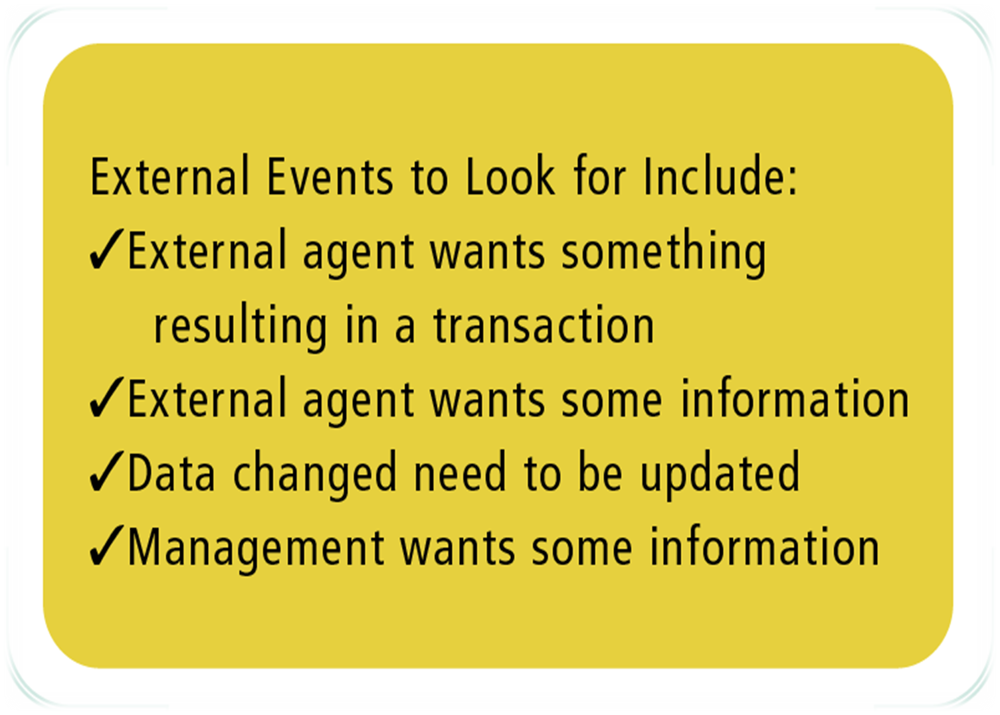 External Events to Look for Include:
✓External agent wants something
resulting in a transaction
✓External agent wants some information
✓Data changed need to be updated
✓Management wants some information